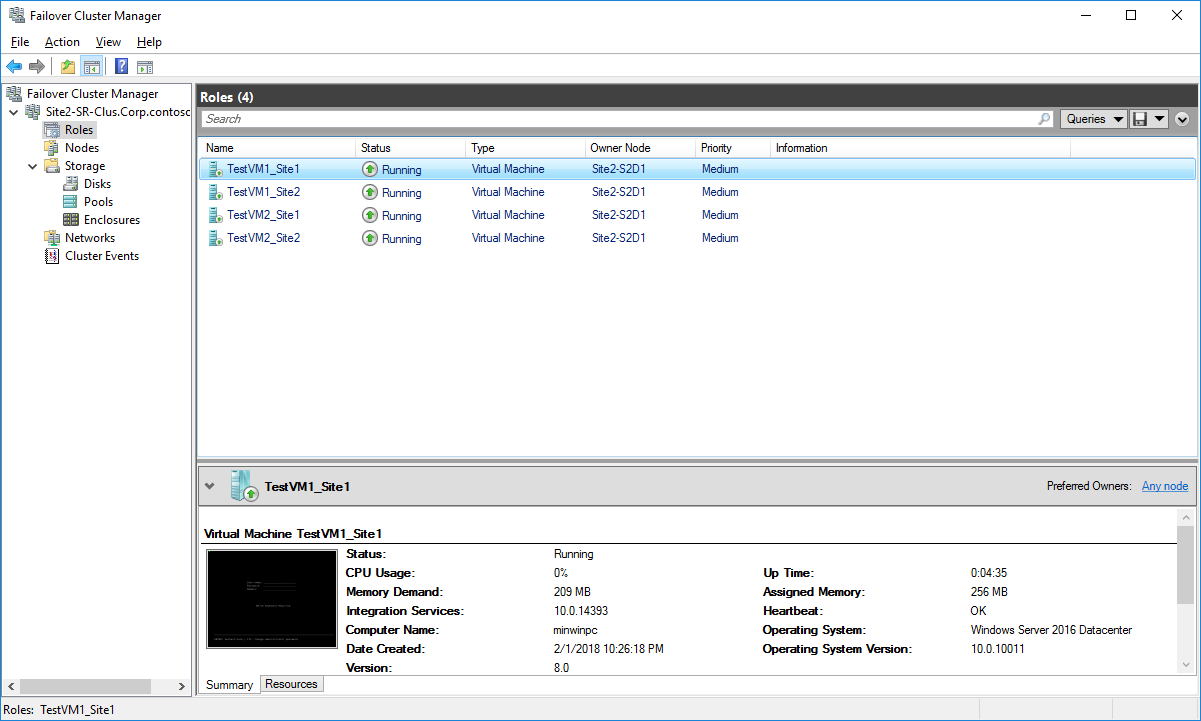 Failover Cluster Manager
File Action View Help
Failover Cluster Manager
Site2-SR-Clus.Corp.contosc
Roles
Nodes
Storage
Disks
Pools
Enclosures
Networks
Cluster Events
Roles (4)
Search Queries
Name Status Type Owner Node Priority Information
TestVM1_Site1 Running Virtual Machine Site2-S2D1 Medium
TestVM1_Site2 Running Virtual Machine Site2-S2D1 Medium
TestVM2_Site1 Running Virtual Machine Site2-S2D1 Medium
TestVM2_Site2 Running Virtual Machine Site2-S2D1 Medium
TestVM1_Site1 Preferred Owners: Any node
Virtual Machine TestVM1_Site1
Status: Running
CPU Usage: 0% Up Time: 0:04:35
Memory Demand: 209 MB Assigned Memory: 256 MB
Integration Services: 10.0.14393 Heartbeat: OK
Computer Name: minwinpc Operating System: Windows Server 2016 Datacenter
Date Created: 2/1/2018 10:26:18 PM Operating System Version: 10.0.10011
Version: 8.0
Summary Resources
Roles: TestVM1_Site1